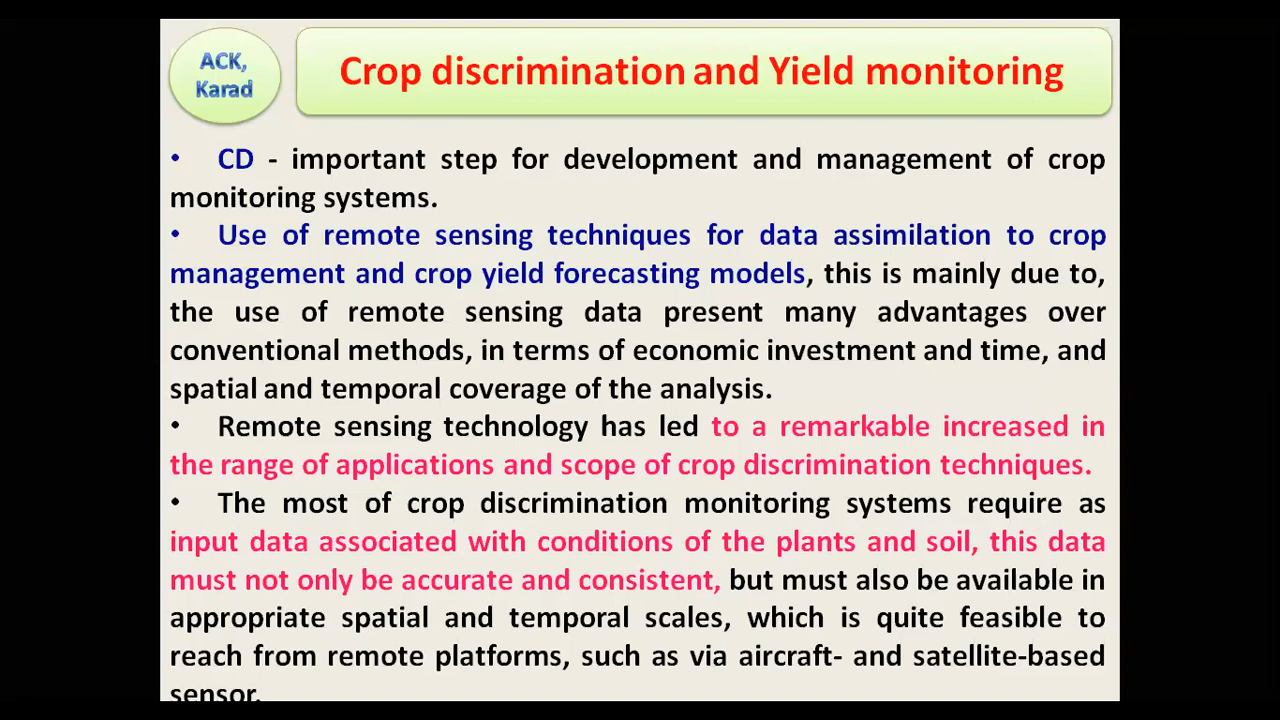 ACK,
Karad
Crop discrimination and Yield monitoring
• CD - important step for development and management of crop
monitoring systems.
• Use of remote sensing techniques for data assimilation to crop
management and crop yield forecasting models, this is mainly due to,
the use of remote sensing data present many advantages over
conventional methods, in terms of economic investment and time, and
spatial and temporal coverage of the analysis.
• Remote sensing technology has led to a remarkable increased in
the range of applications and scope of crop discrimination techniques.
• The most of crop discrimination monitoring systems require as
input data associated with conditions of the plants and soil, this data
must not only be accurate and consistent, but must also be available in
appropriate spatial and temporal scales, which is quite feasible to
reach from remote platforms, such as via aircraft- and satellite-based
sensor.